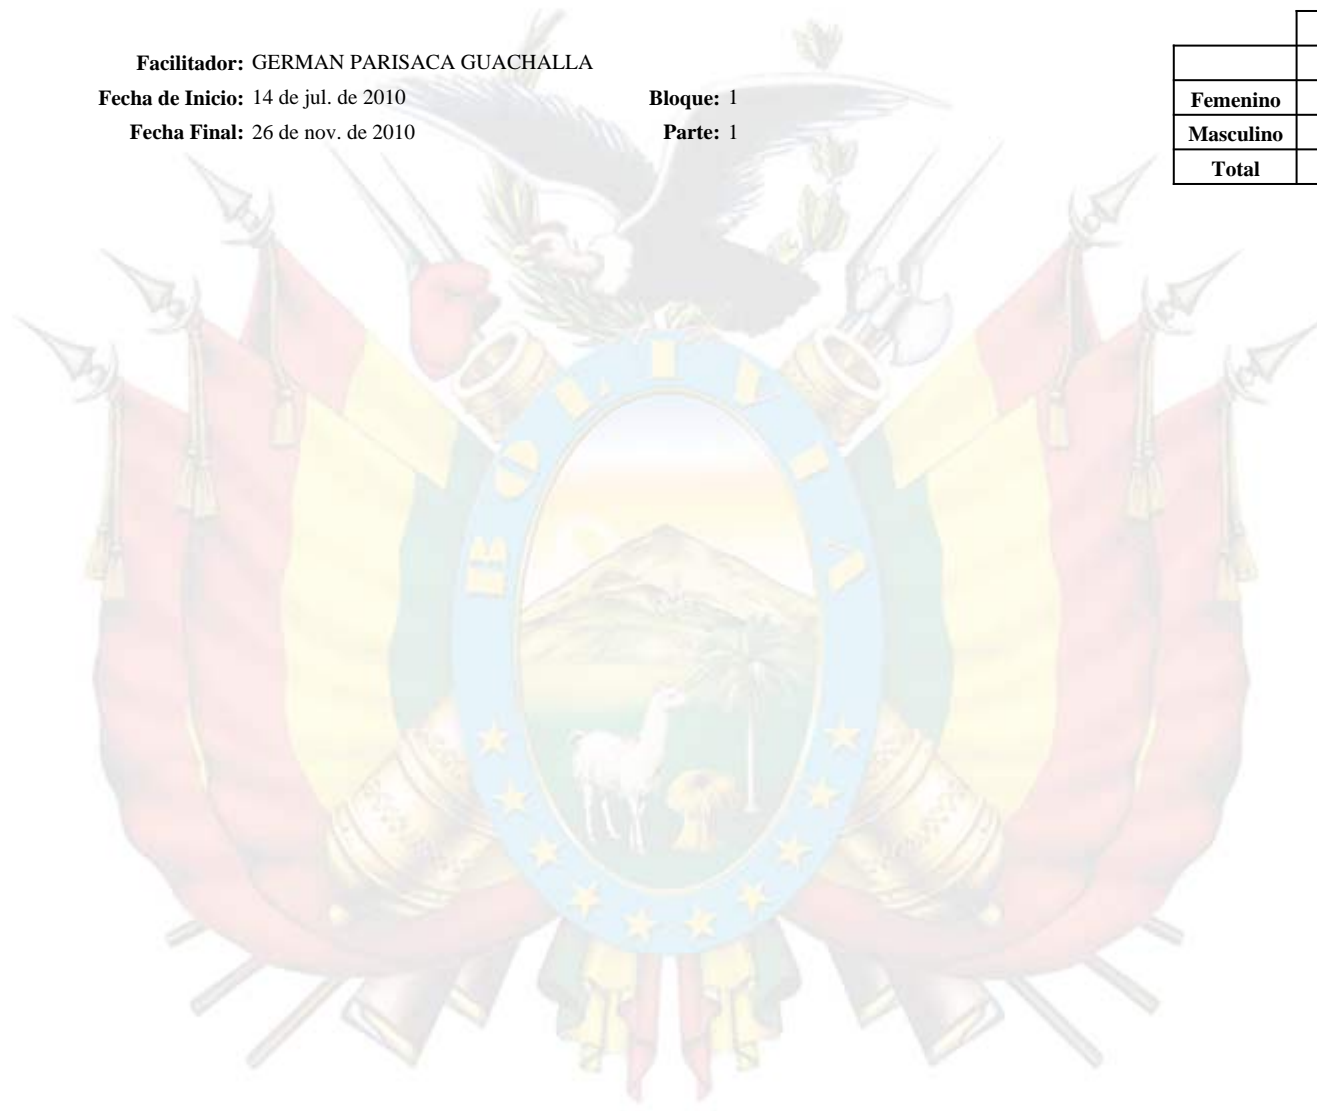 Facilitador: GERMAN PARISACA GUACHALLA
Fecha de Inicio: 14 de jul. de 2010 Bloque: 1
Fecha Final: 26 de nov. de 2010 Parte: 1
Femenino
Masculino
Total
BOLIVIA